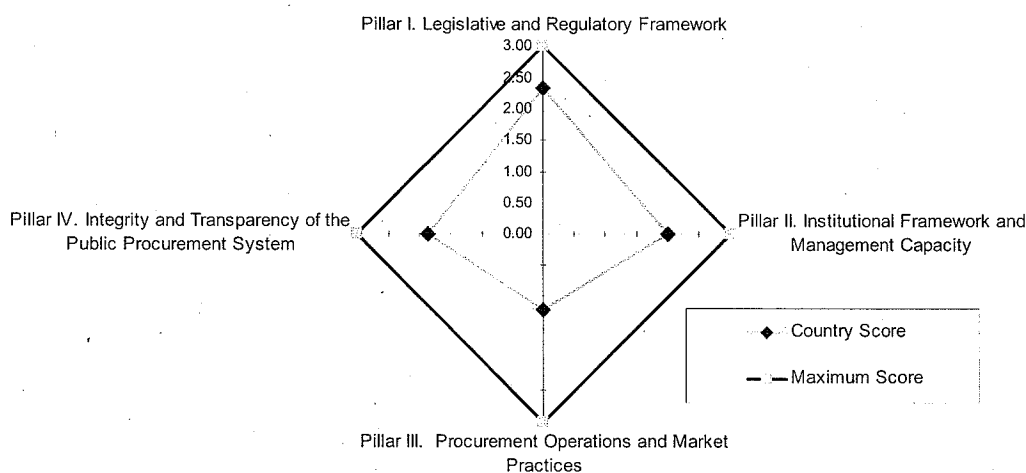 Pillar I. Legislative and Regulatory Framework
3.00
2.50
2.00
1.50
1.00
0.50
0.00
Pillar IV. Integrity and Transparency of the
Public Procurement System
Pillar II. Institutional Framework and
Management Capacity
Country Score
Maximum Score
Pillar III. Procurement Operations and Market
Practices